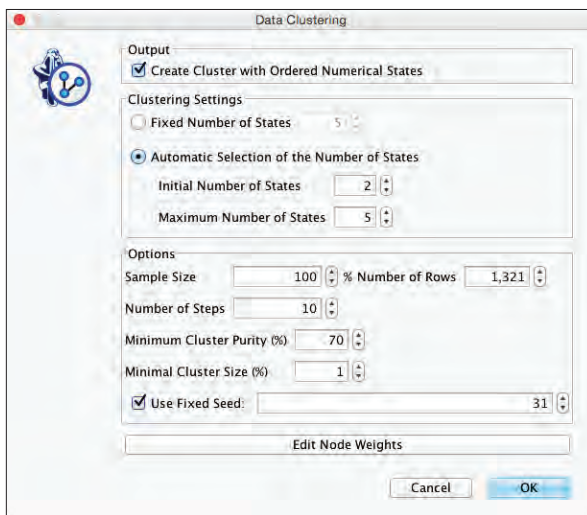 Data Clustering
Output
Create Cluster with Ordered Numerical States
Clustering Settings
Fixed Number of States 5
Automatic Selection of the Number of States
Initial Number of States 2
Maximum Number of States 5
Options
Sample Size 100 % Number of Rows 1,321
Number of Steps 10
Minimum Cluster Purity (%) 70
Minimal Cluster Size (%) 1
Use Fixed Seed: 31
Edit Node Weights
Cancel OK